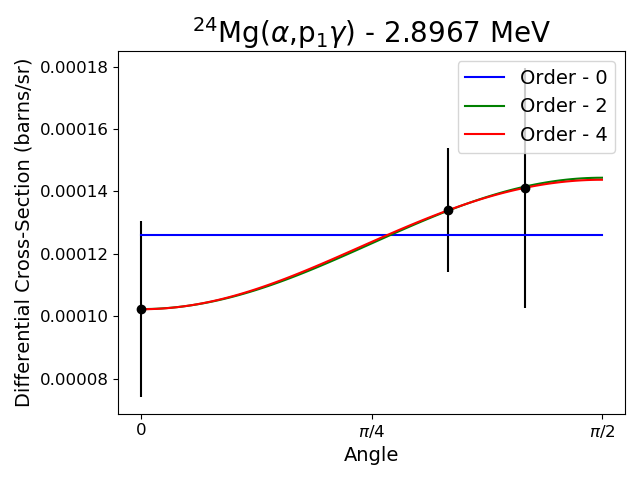 ²⁴Mg(α,p₁γ) - 2.8967 MeV
Differential Cross-Section (barns/sr)
0.00018
0.00016
0.00014
0.00012
0.00010
0.00008
Order - 0
Order - 2
Order - 4
0
π/4
π/2
Angle